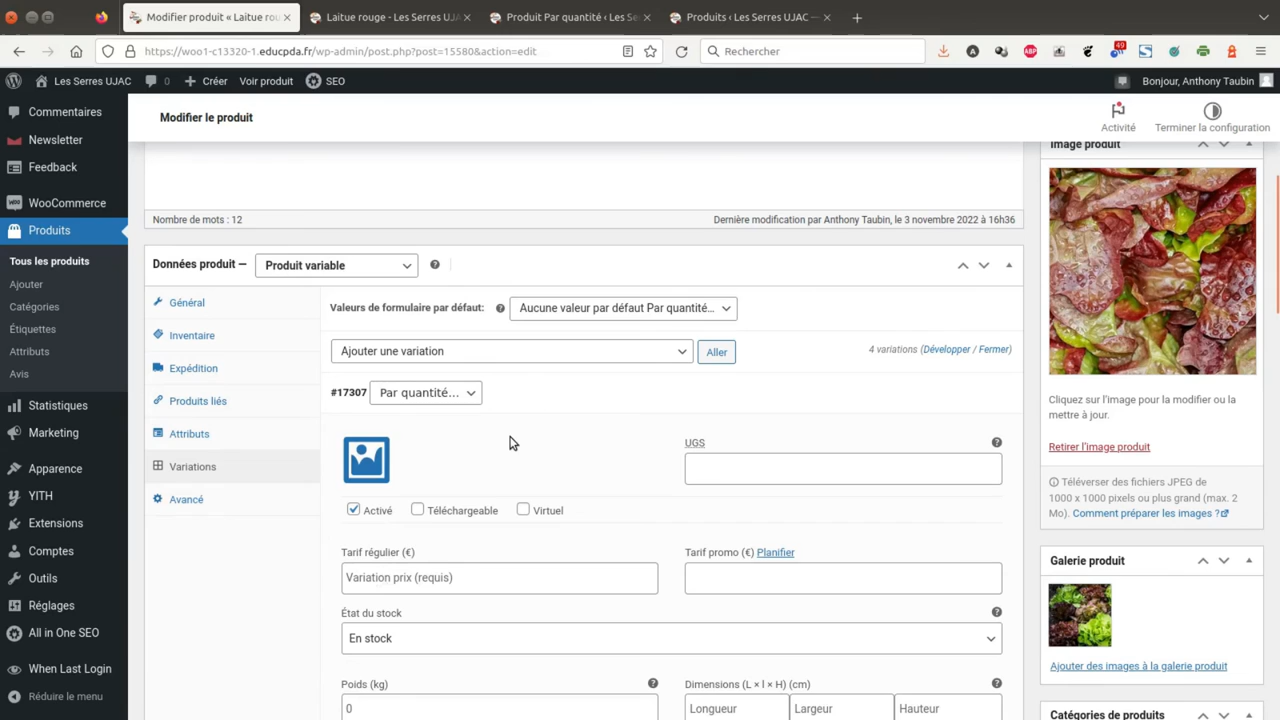 Modifier produit « Laitue rou
Laitue rouge - Les Serres UJA
Produit Par quantité ‹ Les Se
Produits ‹ Les Serres UJAC —
https://woo1-c13320-1.educpda.fr/wp-admin/post.php?post=15580&action=edit
Rechercher
49
ABP
Les Serres UJAC
0
Créer
Voir produit
SEO
Bonjour, Anthony Taubin
Commentaires
Newsletter
Feedback
WooCommerce
Produits
Tous les produits
Ajouter
Catégories
Étiquettes
Attributs
Avis
Statistiques
Marketing
Apparence
YITH
Extensions
Comptes
Outils
Réglages
All in One SEO
When Last Login
Réduire le menu
Modifier le produit
Activité
Terminer la configuration
Nombre de mots : 12
Dernière modification par Anthony Taubin, le 3 novembre 2022 à 16h36
Données produit —
Produit variable
Général
Inventaire
Expédition
Produits liés
Attributs
Variations
Avancé
Valeurs de formulaire par défaut:
Aucune valeur par défaut Par quantité…
Ajouter une variation
Aller
4 variations (Développer / Fermer)
#17307
Par quantité…
UGS
Activé
Téléchargeable
Virtuel
Tarif régulier (€)
Tarif promo (€) Planifier
Variation prix (requis)
État du stock
En stock
Poids (kg)
Dimensions (L × l × H) (cm)
0
Longueur
Largeur
Hauteur
Image produit
Cliquez sur l'image pour la modifier ou la
mettre à jour.
Retirer l'image produit
Téléverser des fichiers JPEG de
1000 x 1000 pixels ou plus grand (max. 2
Mo). Comment préparer les images ?
Galerie produit
Ajouter des images à la galerie produit
Catégories de produits